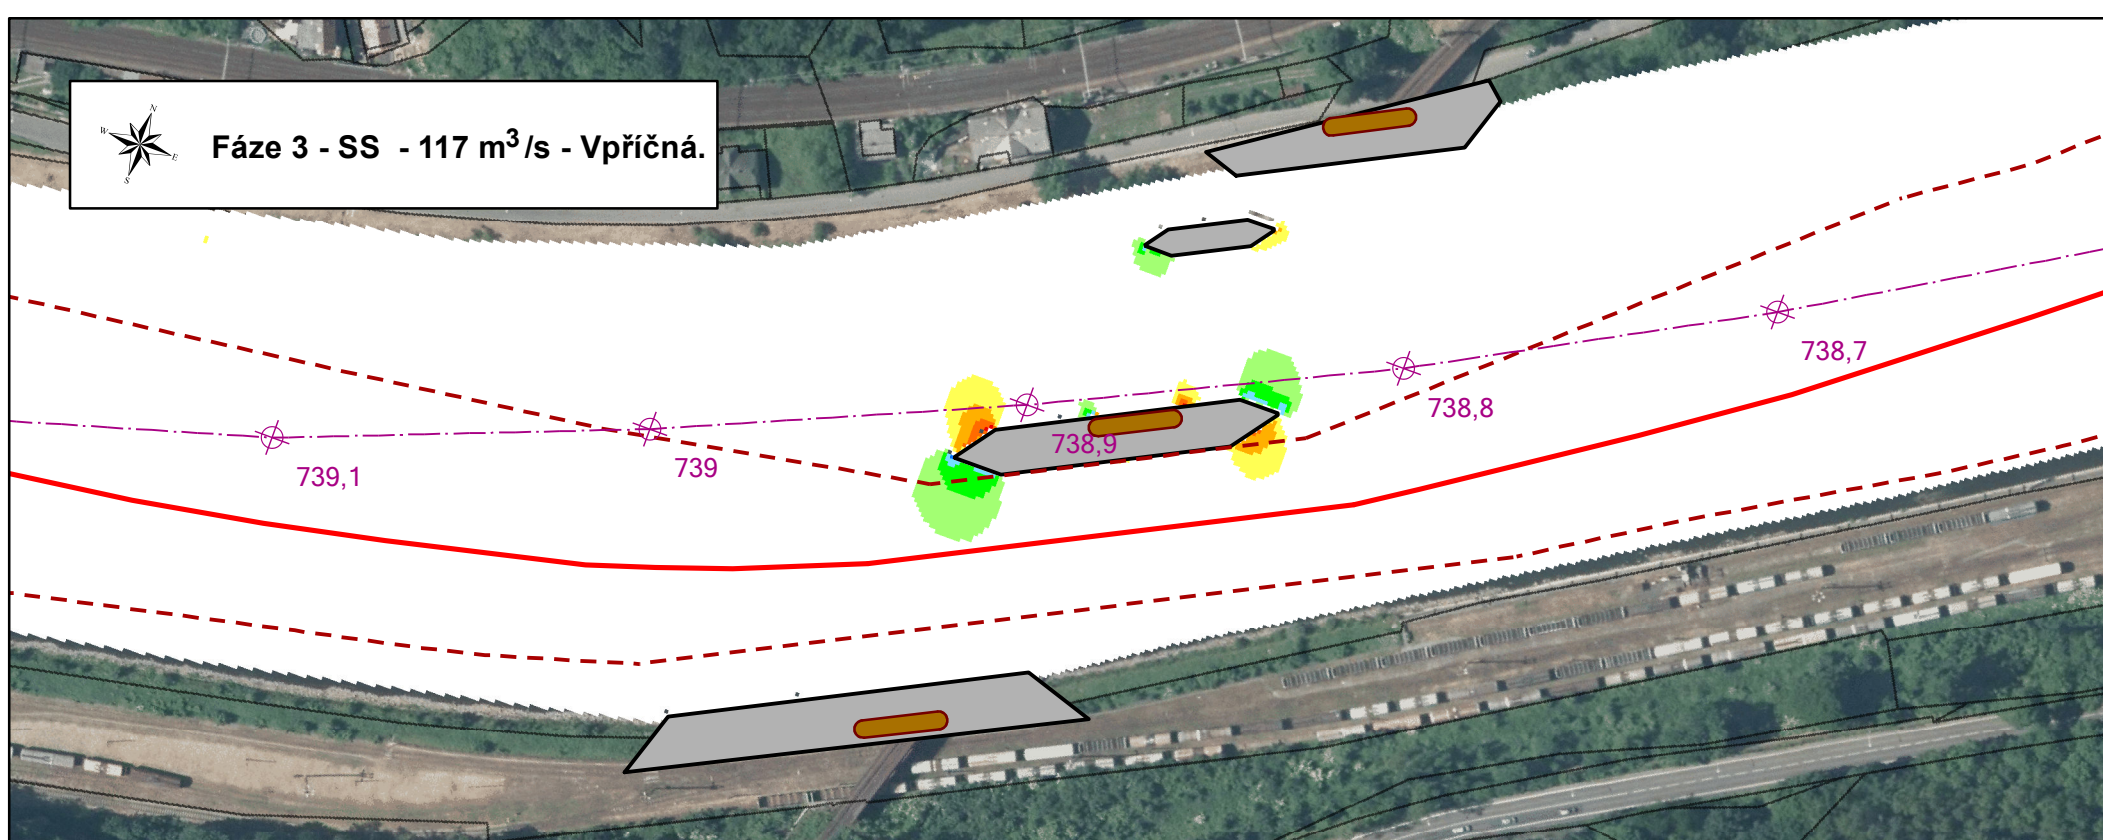 N
W
E
S
Fáze 3 - SS - 117 m³/s - Vpříčná.
738,7
738,8
738,9
739
739,1